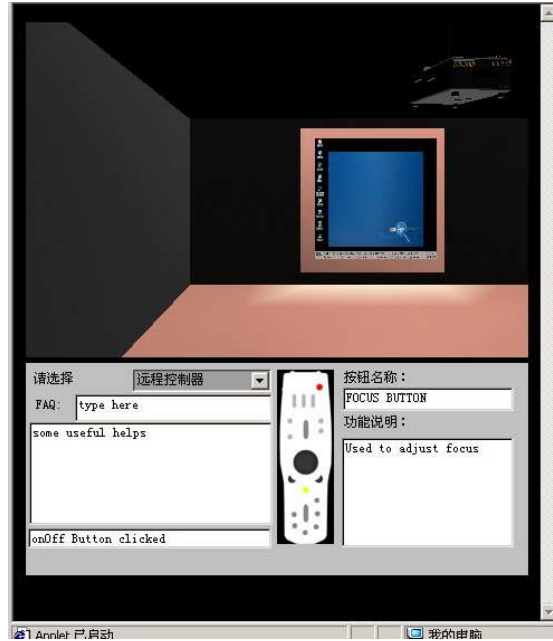 请选择
远程控制器
FAQ:
type here
some useful helps
onOff Button clicked
按钮名称：
FOCUS BUTTON
功能说明：
Used to adjust focus
Applet 已启动
我的电脑